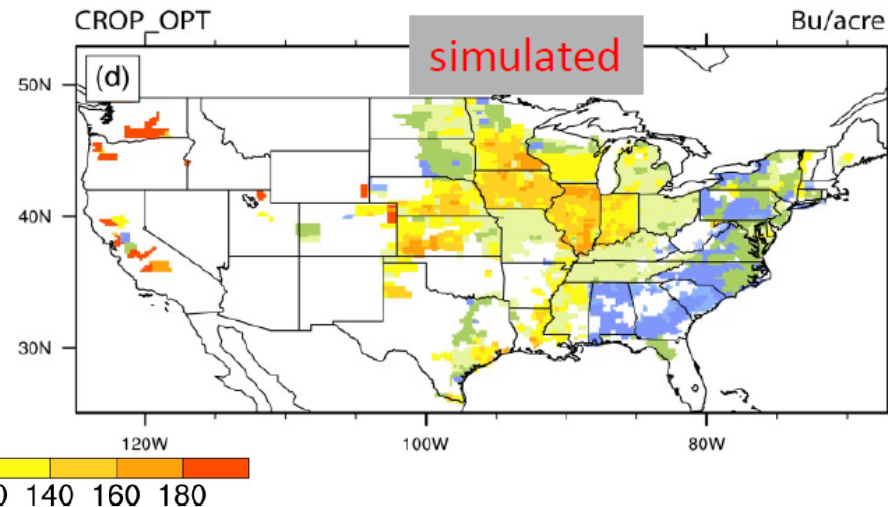 CROP_OPT
Bu/acre
simulated
(d)
50N
40N
30N
120W
100W
80W
140 160 180